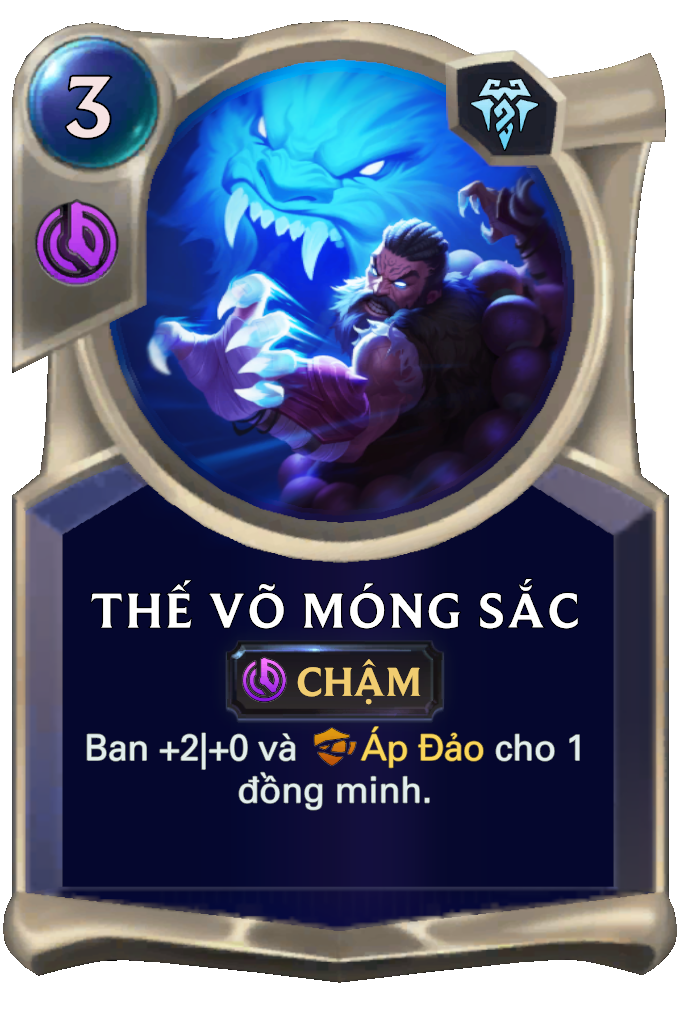 3
THẾ VÕ MÓNG SẮC
CHẬM
Ban +2|+0 và Áp Đảo cho 1
đồng minh.